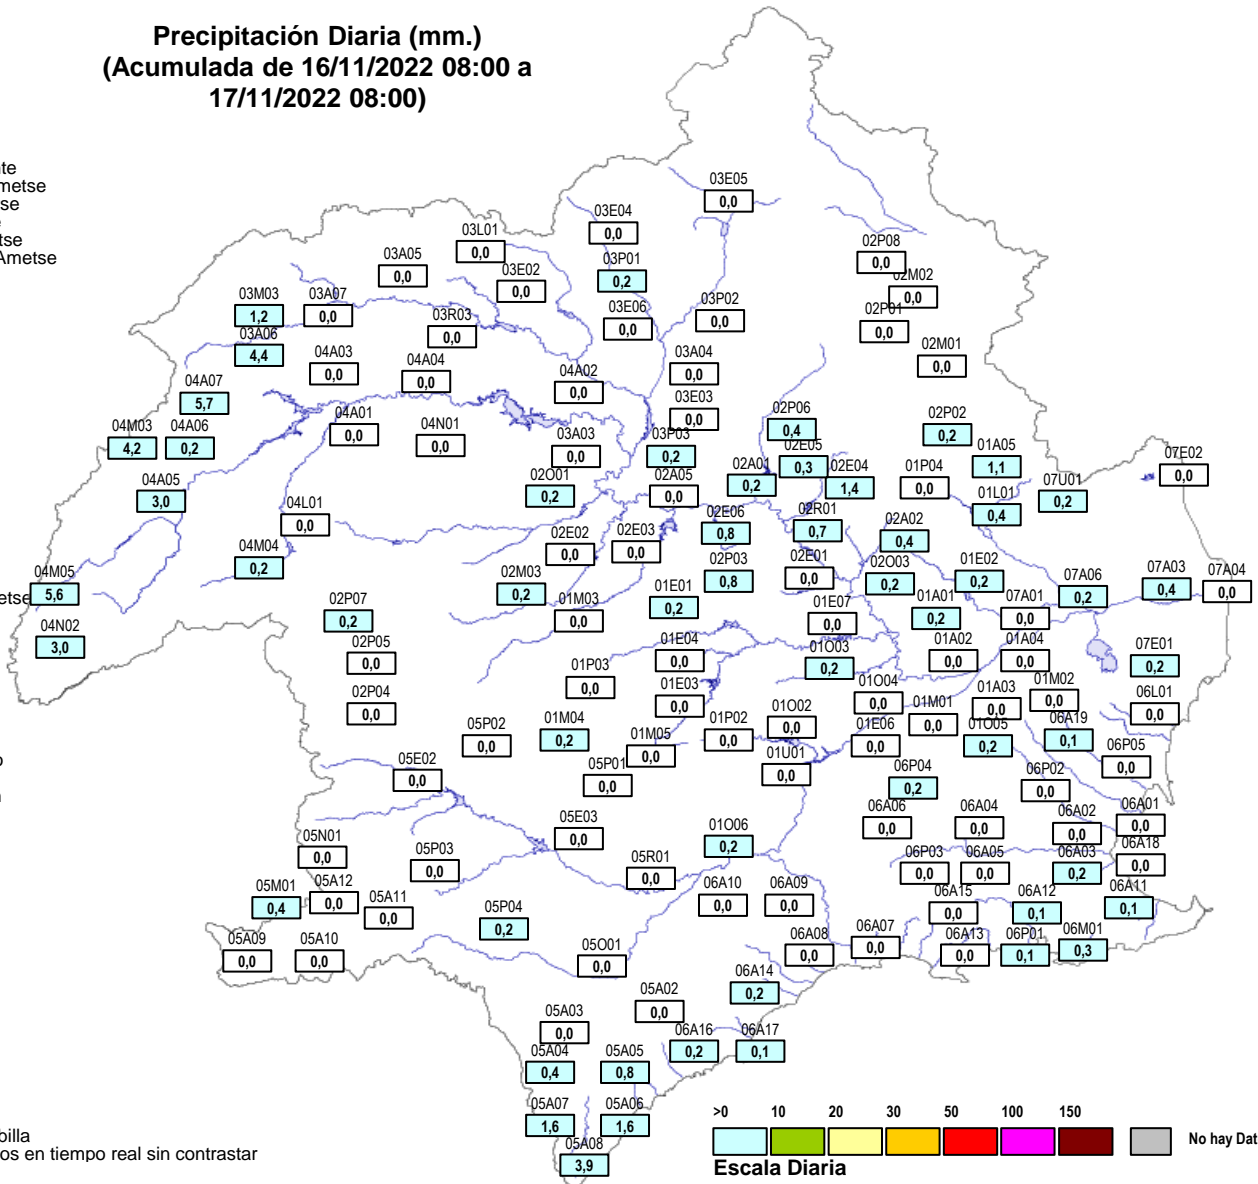 Precipitación Diaria (mm.)
(Acumulada de 16/11/2022 08:00 a
17/11/2022 08:00)
nte
metse
tse
e
tse
Ametse
03E05
0,0
03E04
0,0
03L01
0,0
03A05
0,0
03E02
0,0
03P01
0,2
02P08
0,0
02M02
0,0
03M03
1,2
03A07
0,0
03R03
0,0
03E06
0,0
03P02
0,0
02P01
0,0
03A06
4,4
04A03
0,0
04A04
0,0
04A02
0,0
03A04
0,0
02M01
0,0
04A07
5,7
04A01
0,0
04N01
0,0
03E03
0,0
02P06
0,4
02P02
0,2
04M03
4,2
04A06
0,2
03A03
0,0
03P03
0,2
02E05
0,3
01A05
1,1
07E02
0,0
04A05
3,0
02O01
0,2
02A05
0,0
02A01
0,2
02E04
1,4
01P04
0,0
07U01
0,2
04L01
0,0
01L01
0,4
02E06
0,8
02R01
0,7
02A02
0,4
02E02
0,0
02E03
0,0
04M04
0,2
04M05
5,6
etse
02M03
0,2
01M03
0,0
01E01
0,2
02P03
0,8
02E01
0,0
02O03
0,2
01E02
0,2
07A06
0,2
07A03
0,4
07A04
0,0
04N02
3,0
02P07
0,2
01E07
0,0
01A01
0,2
07A01
0,0
02P05
0,0
01E04
0,0
01O03
0,2
01A02
0,0
01A04
0,0
07E01
0,2
02P04
0,0
01P03
0,0
01E03
0,0
01O04
0,0
01M01
0,0
01A03
0,0
01M02
0,0
06L01
0,0
05P02
0,0
01M04
0,2
01M05
0,0
01P02
0,0
01O02
0,0
01E06
0,0
01O05
0,2
06A19
0,1
06P05
0,0
05E02
0,0
05P01
0,0
01U01
0,0
06P04
0,2
06P02
0,0
05E03
0,0
01O06
0,2
06A06
0,0
06A04
0,0
06A02
0,0
06A01
0,0
05N01
0,0
05P03
0,0
05R01
0,0
06P03
0,0
06A05
0,0
06A03
0,2
06A18
0,0
05M01
0,4
05A12
0,0
05A11
0,0
06A10
0,0
06A09
0,0
06A15
0,0
06A12
0,1
06A11
0,1
05P04
0,2
05A09
0,0
05A10
0,0
05O01
0,0
06A08
0,0
06A07
0,0
06A13
0,0
06P01
0,1
06M01
0,3
06A14
0,2
05A02
0,0
05A03
0,0
06A16
0,2
06A17
0,1
05A04
0,4
05A05
0,8
05A07
1,6
05A06
1,6
05A08
3,9
billa
os en tiempo real sin contrastar
>0 10 20 30 50 100 150
No hay Dat
Escala Diaria